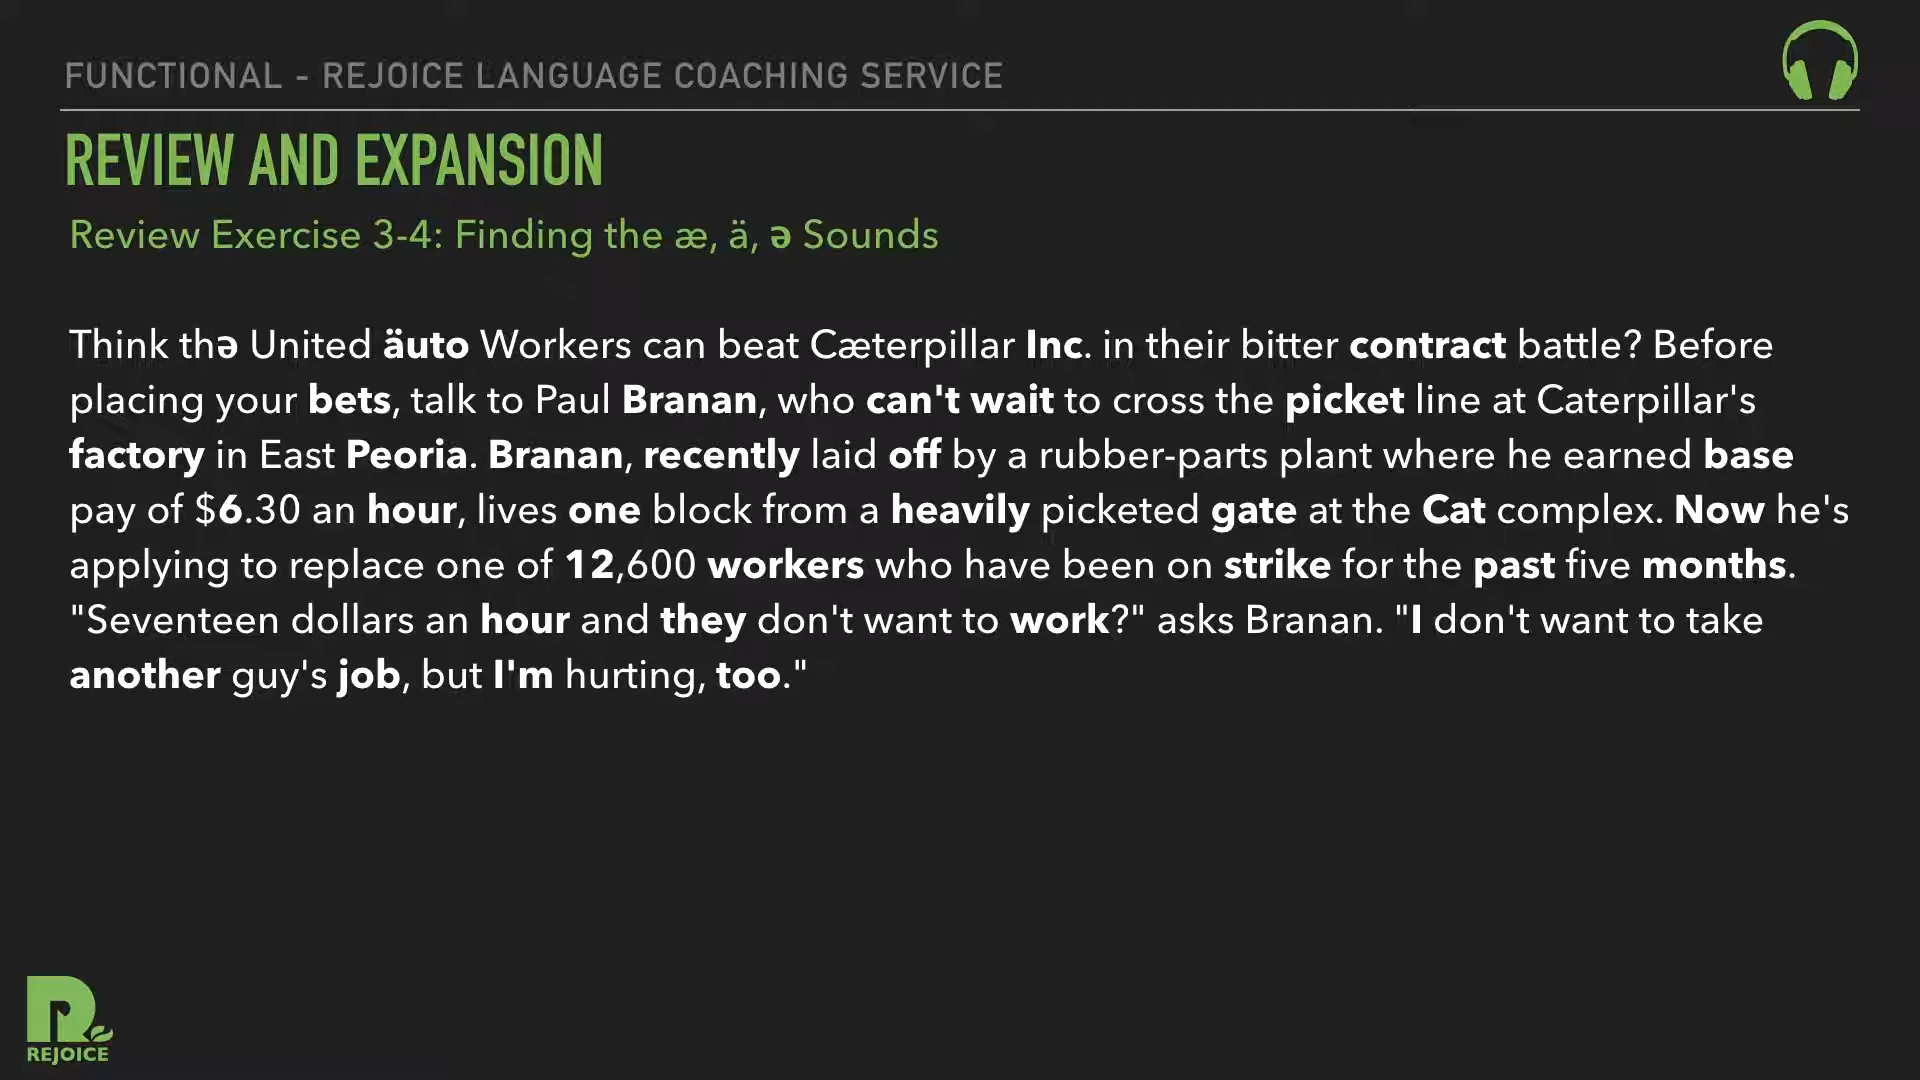 FUNCTIONAL - REJOICE LANGUAGE COACHING SERVICE
REVIEW AND EXPANSION
Review Exercise 3-4: Finding the æ, ä, ə Sounds
Think thə United äuto Workers can beat Cæterpillar Inc. in their bitter contract battle? Before
placing your bets, talk to Paul Branan, who can't wait to cross the picket line at Caterpillar's
factory in East Peoria. Branan, recently laid off by a rubber-parts plant where he earned base
pay of $6.30 an hour, lives one block from a heavily picketed gate at the Cat complex. Now he's
applying to replace one of 12,600 workers who have been on strike for the past five months.
"Seventeen dollars an hour and they don't want to work?" asks Branan. "I don't want to take
another guy's job, but I'm hurting, too."
REJOICE